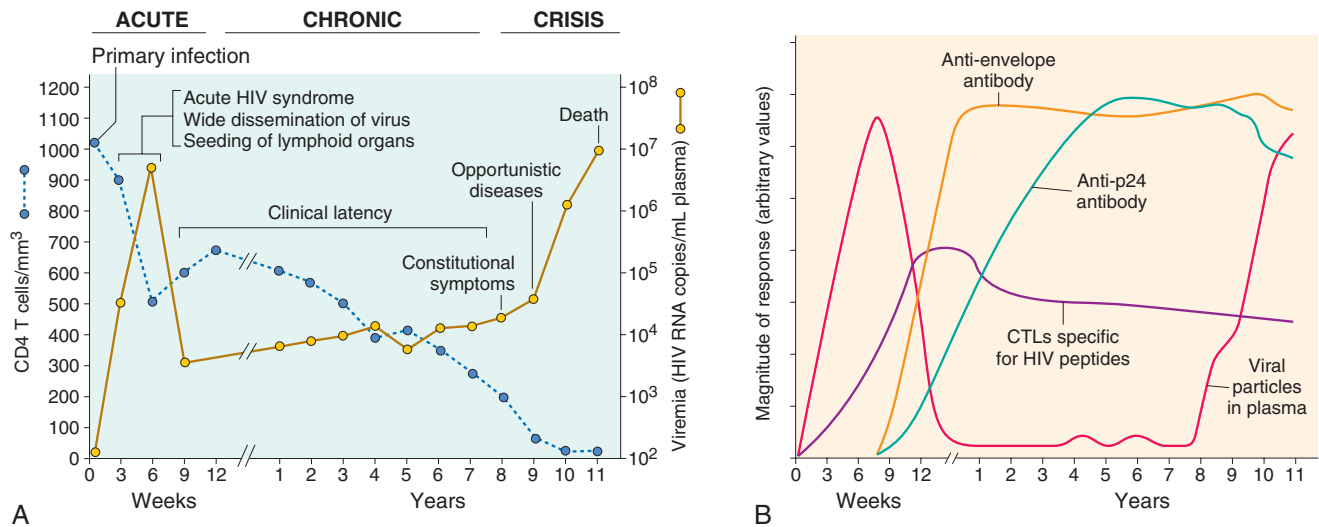 ACUTE CHRONIC CRISIS
Primary infection
Acute HIV syndrome
Wide dissemination of virus
Seeding of lymphoid organs
Clinical latency
Constitutional
symptoms
Opportunistic
diseases
Death
CD4 T cells/mm³
1200
1100
1000
900
800
700
600
500
400
300
200
100
0
Viremia (HIV RNA copies/mL plasma)
10⁸
10⁷
10⁶
10⁵
10⁴
10³
10²
0 3 6 9 12 1 2 3 4 5 6 7 8 9 10 11
Weeks Years
A
Magnitude of response (arbitrary values)
Anti-envelope
antibody
Anti-p24
antibody
CTLs specific
for HIV peptides
Viral
particles
in plasma
0 4 8 12 1 2 3 4 5 6 7 8 9 10 11
Weeks Years
B